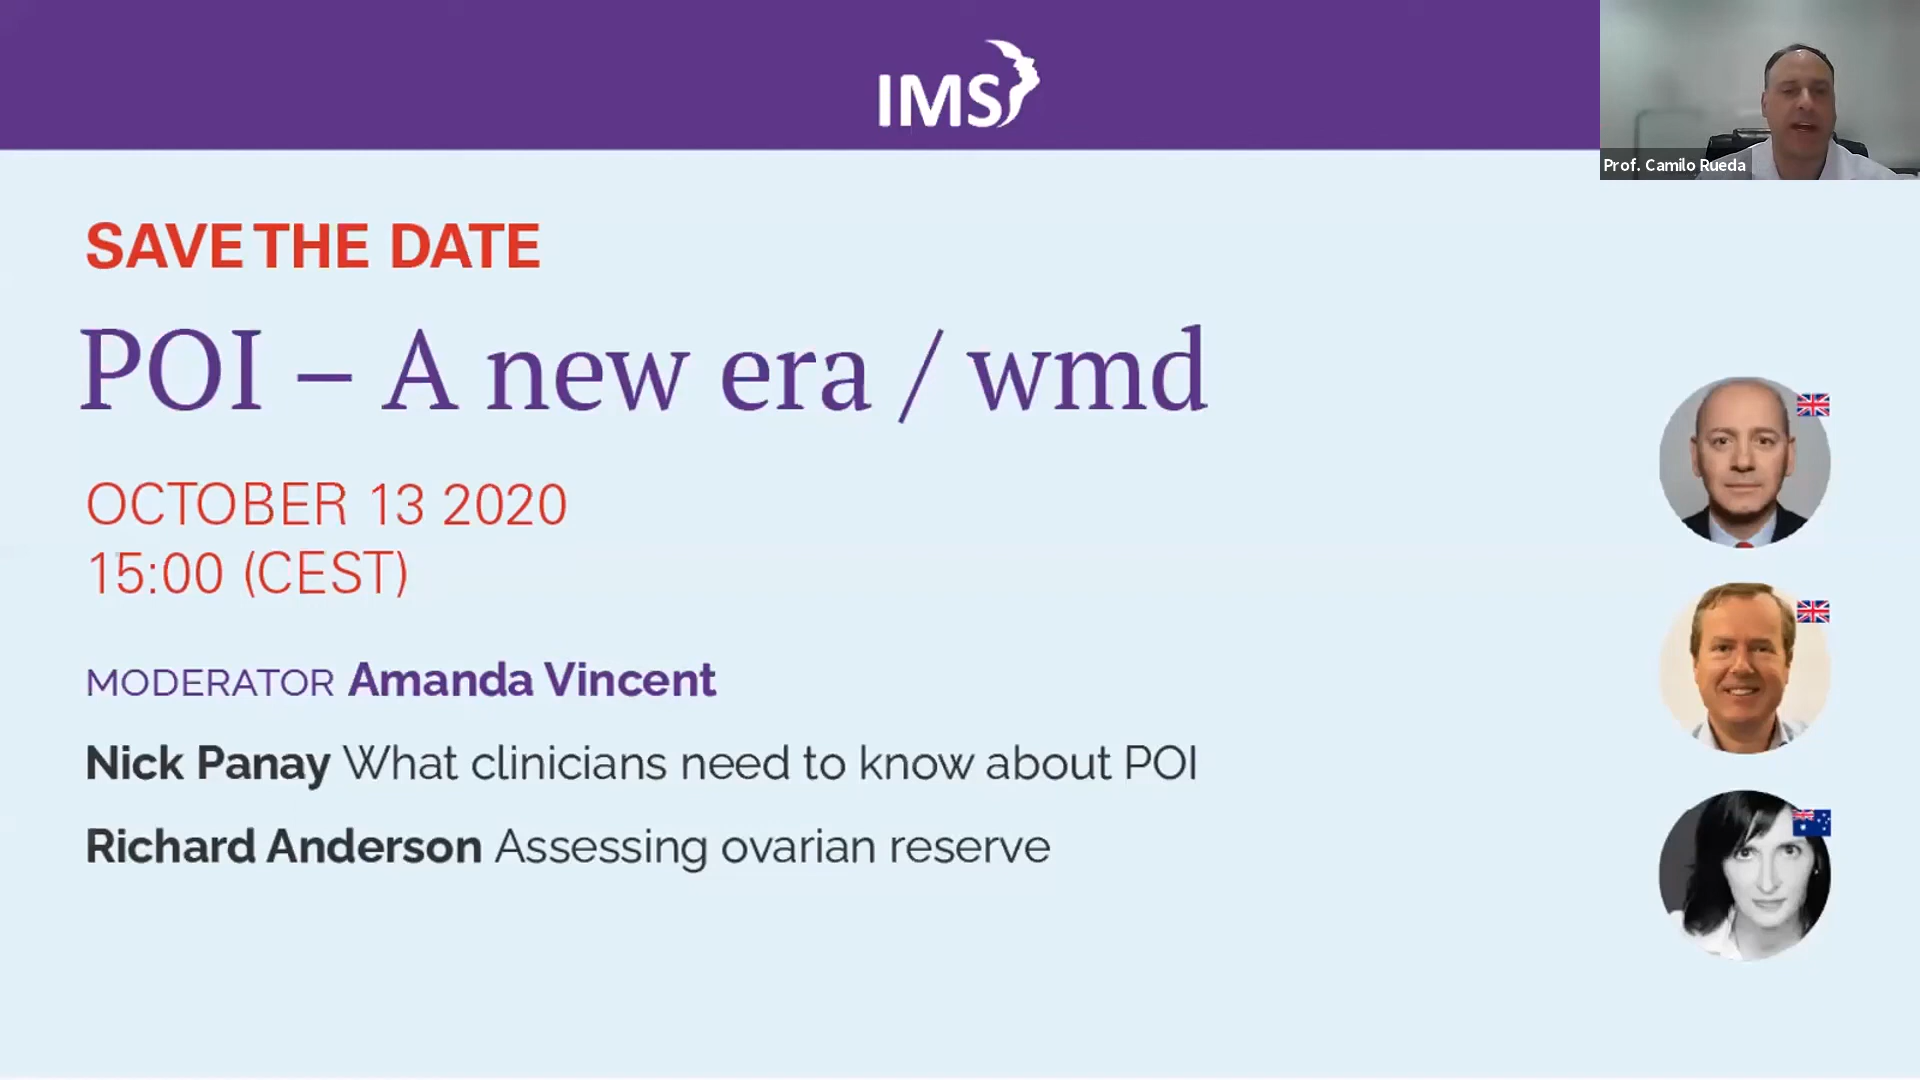 IMS
Prof. Camilo Rueda
SAVE THE DATE
POI – A new era / wmd
OCTOBER 13 2020
15:00 (CEST)
MODERATOR Amanda Vincent
Nick Panay What clinicians need to know about POI
Richard Anderson Assessing ovarian reserve